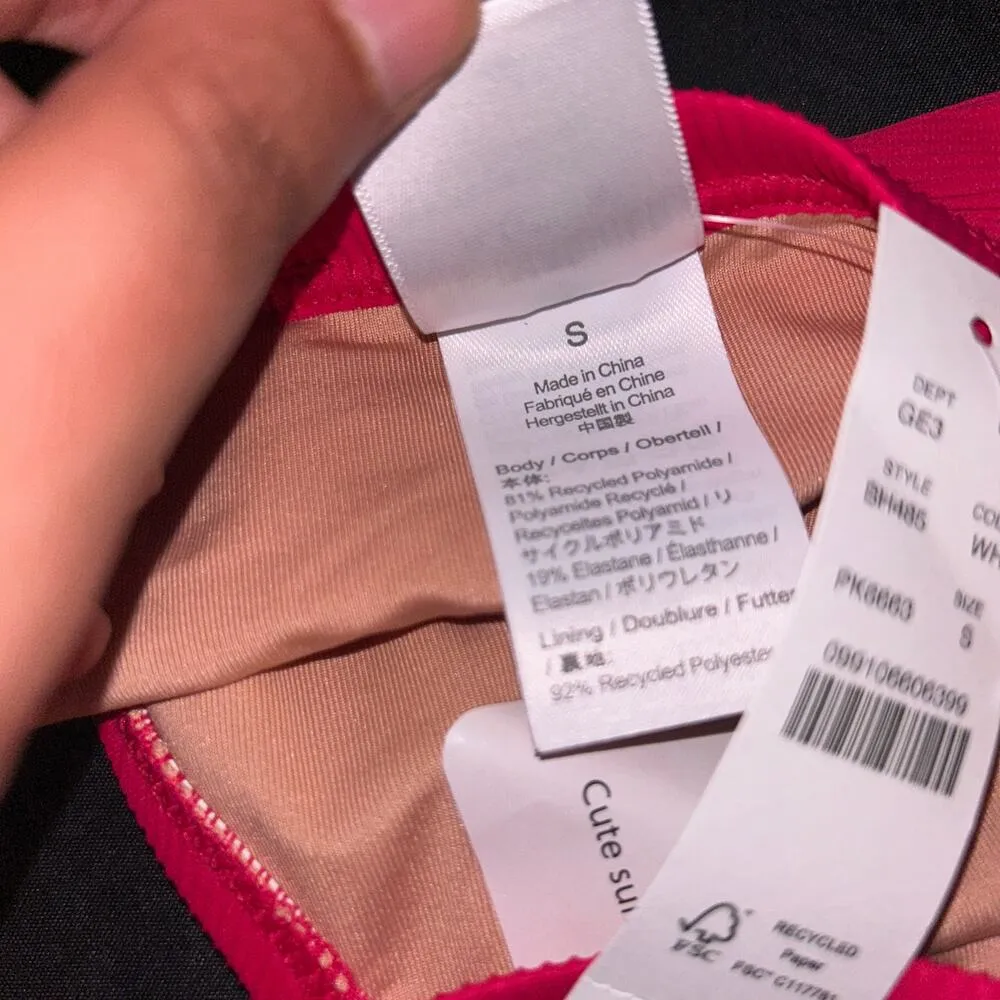 S
Made in China
Fabriqué en Chine
Hergestellt in China
中国製
Body / Corps / Oberteil /
本体:
81% Recycled Polyamide /
Polyamide Recyclé /
Recyceltes Polyamid / リ
サイクルポリアミド
19% Elastane / Élasthanne /
Elastan / ポリウレタン
Lining / Doublure / Futter
/ 裏地:
92% Recycled Polyester
Cute
DEPT
GE3
STYLE
BH485
PK6663
SIZE
S
099106606399
FSC
RECYCLED
Paper